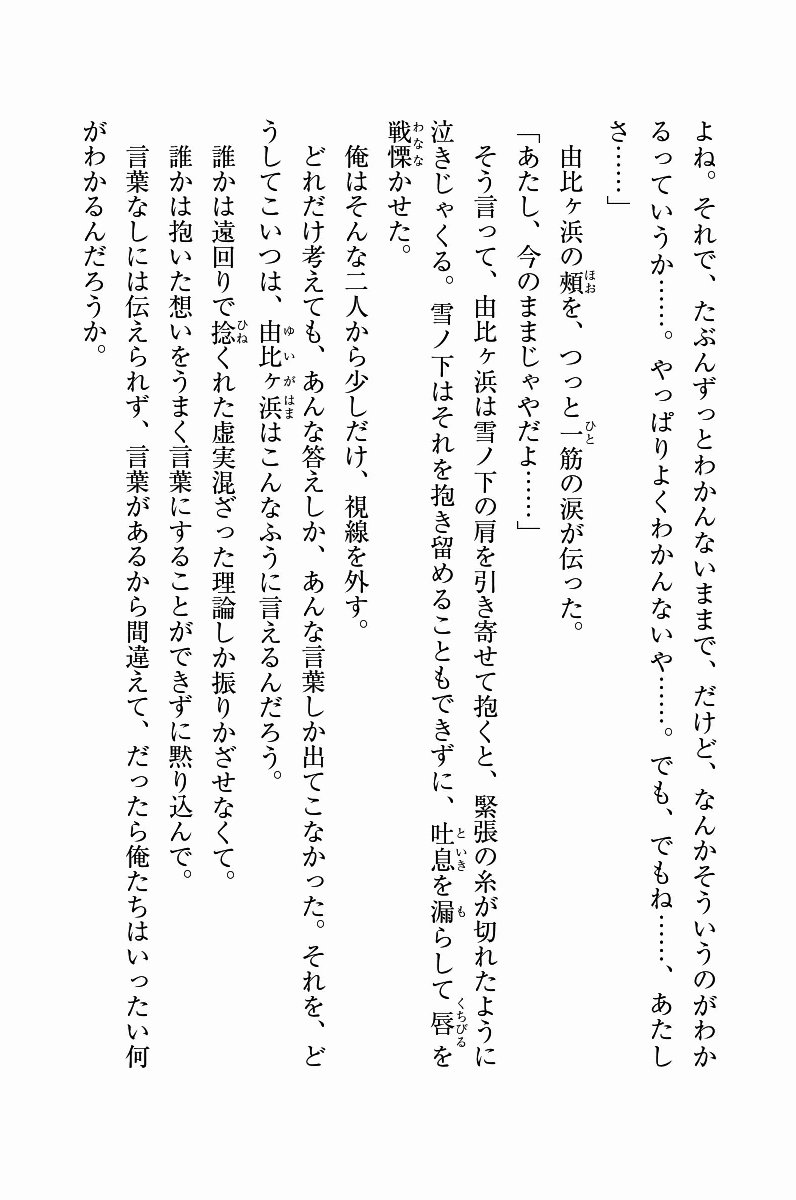 よね。それで、たぶんずっとわかんないままで、だけど、なんかそういうのがわか
るっていうか……。やっぱりよくわかんないや……。でも、でもね……、あたし
さ……」
由比ヶ浜の頰を、つっと一筋の涙が伝った。
「あたし、今のままじゃやだよ……」
そう言って、由比ヶ浜は雪ノ下の肩を引き寄せて抱くと、緊張の糸が切れたように
泣きじゃくる。雪ノ下はそれを抱き留めることもできずに、吐息を漏らして唇を
戦慄かせた。
俺はそんな二人から少しだけ、視線を外す。
どれだけ考えても、あんな答えしか、あんな言葉しか出てこなかった。それを、ど
うしてこいつは、由比ヶ浜はこんなふうに言えるんだろう。
誰かは遠回りで捻くれた虚実混ざった理論しか振りかざせなくて。
誰かは抱いた想いをうまく言葉にすることができずに黙り込んで。
言葉なしには伝えられず、言葉があるから間違えて、だったら俺たちはいったい何
がわかるんだろうか。